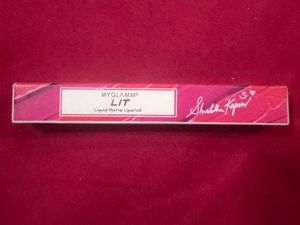 MYGLAMM®
LIT
Liquid Matte Lipstick
Shraddha Kapoor